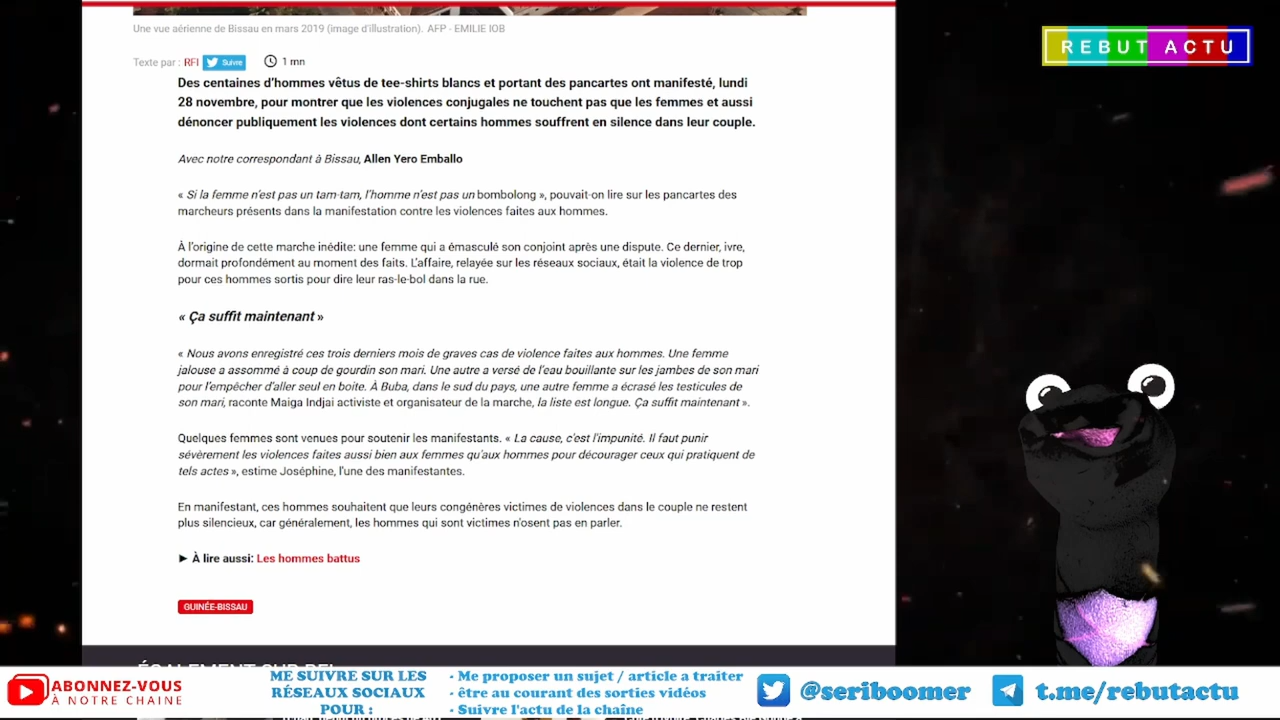 Une vue aérienne de Bissau en mars 2019 (image d'illustration). AFP - EMILIE IOB
REBUT ACTU
Texte par : RFI Suivre 1 mn
Des centaines d'hommes vêtus de tee-shirts blancs et portant des pancartes ont manifesté, lundi
28 novembre, pour montrer que les violences conjugales ne touchent pas que les femmes et aussi
dénoncer publiquement les violences dont certains hommes souffrent en silence dans leur couple.
Avec notre correspondant à Bissau, Allen Yero Emballo
« Si la femme n'est pas un tam-tam, l'homme n'est pas un bombolong », pouvait-on lire sur les pancartes des
marcheurs présents dans la manifestation contre les violences faites aux hommes.
À l'origine de cette marche inédite: une femme qui a émasculé son conjoint après une dispute. Ce dernier, ivre,
dormait profondément au moment des faits. L'affaire, relayée sur les réseaux sociaux, était la violence de trop
pour ces hommes sortis pour dire leur ras-le-bol dans la rue.
« Ça suffit maintenant »
« Nous avons enregistré ces trois derniers mois de graves cas de violence faites aux hommes. Une femme
jalouse a assommé à coup de gourdin son mari. Une autre a versé de l'eau bouillante sur les jambes de son mari
pour l'empêcher d'aller seul en boite. À Buba, dans le sud du pays, une autre femme a écrasé les testicules de
son mari, raconte Maiga Indjai activiste et organisateur de la marche, la liste est longue. Ça suffit maintenant ».
Quelques femmes sont venues pour soutenir les manifestants. « La cause, c'est l'impunité. Il faut punir
sévèrement les violences faites aussi bien aux femmes qu'aux hommes pour décourager ceux qui pratiquent de
tels actes », estime Joséphine, l'une des manifestantes.
En manifestant, ces hommes souhaitent que leurs congénères victimes de violences dans le couple ne restent
plus silencieux, car généralement, les hommes qui sont victimes n'osent pas en parler.
► À lire aussi: Les hommes battus
GUINÉE-BISSAU
ÉGALEMENT SUR RFI
ABONNEZ-VOUS
À NOTRE CHAINE
ME SUIVRE SUR LES
RÉSEAUX SOCIAUX
POUR :
· Me proposer un sujet / article a traiter
· être au courant des sorties vidéos
· Suivre l'actu de la chaîne
@seriboomer
t.me/rebutactu